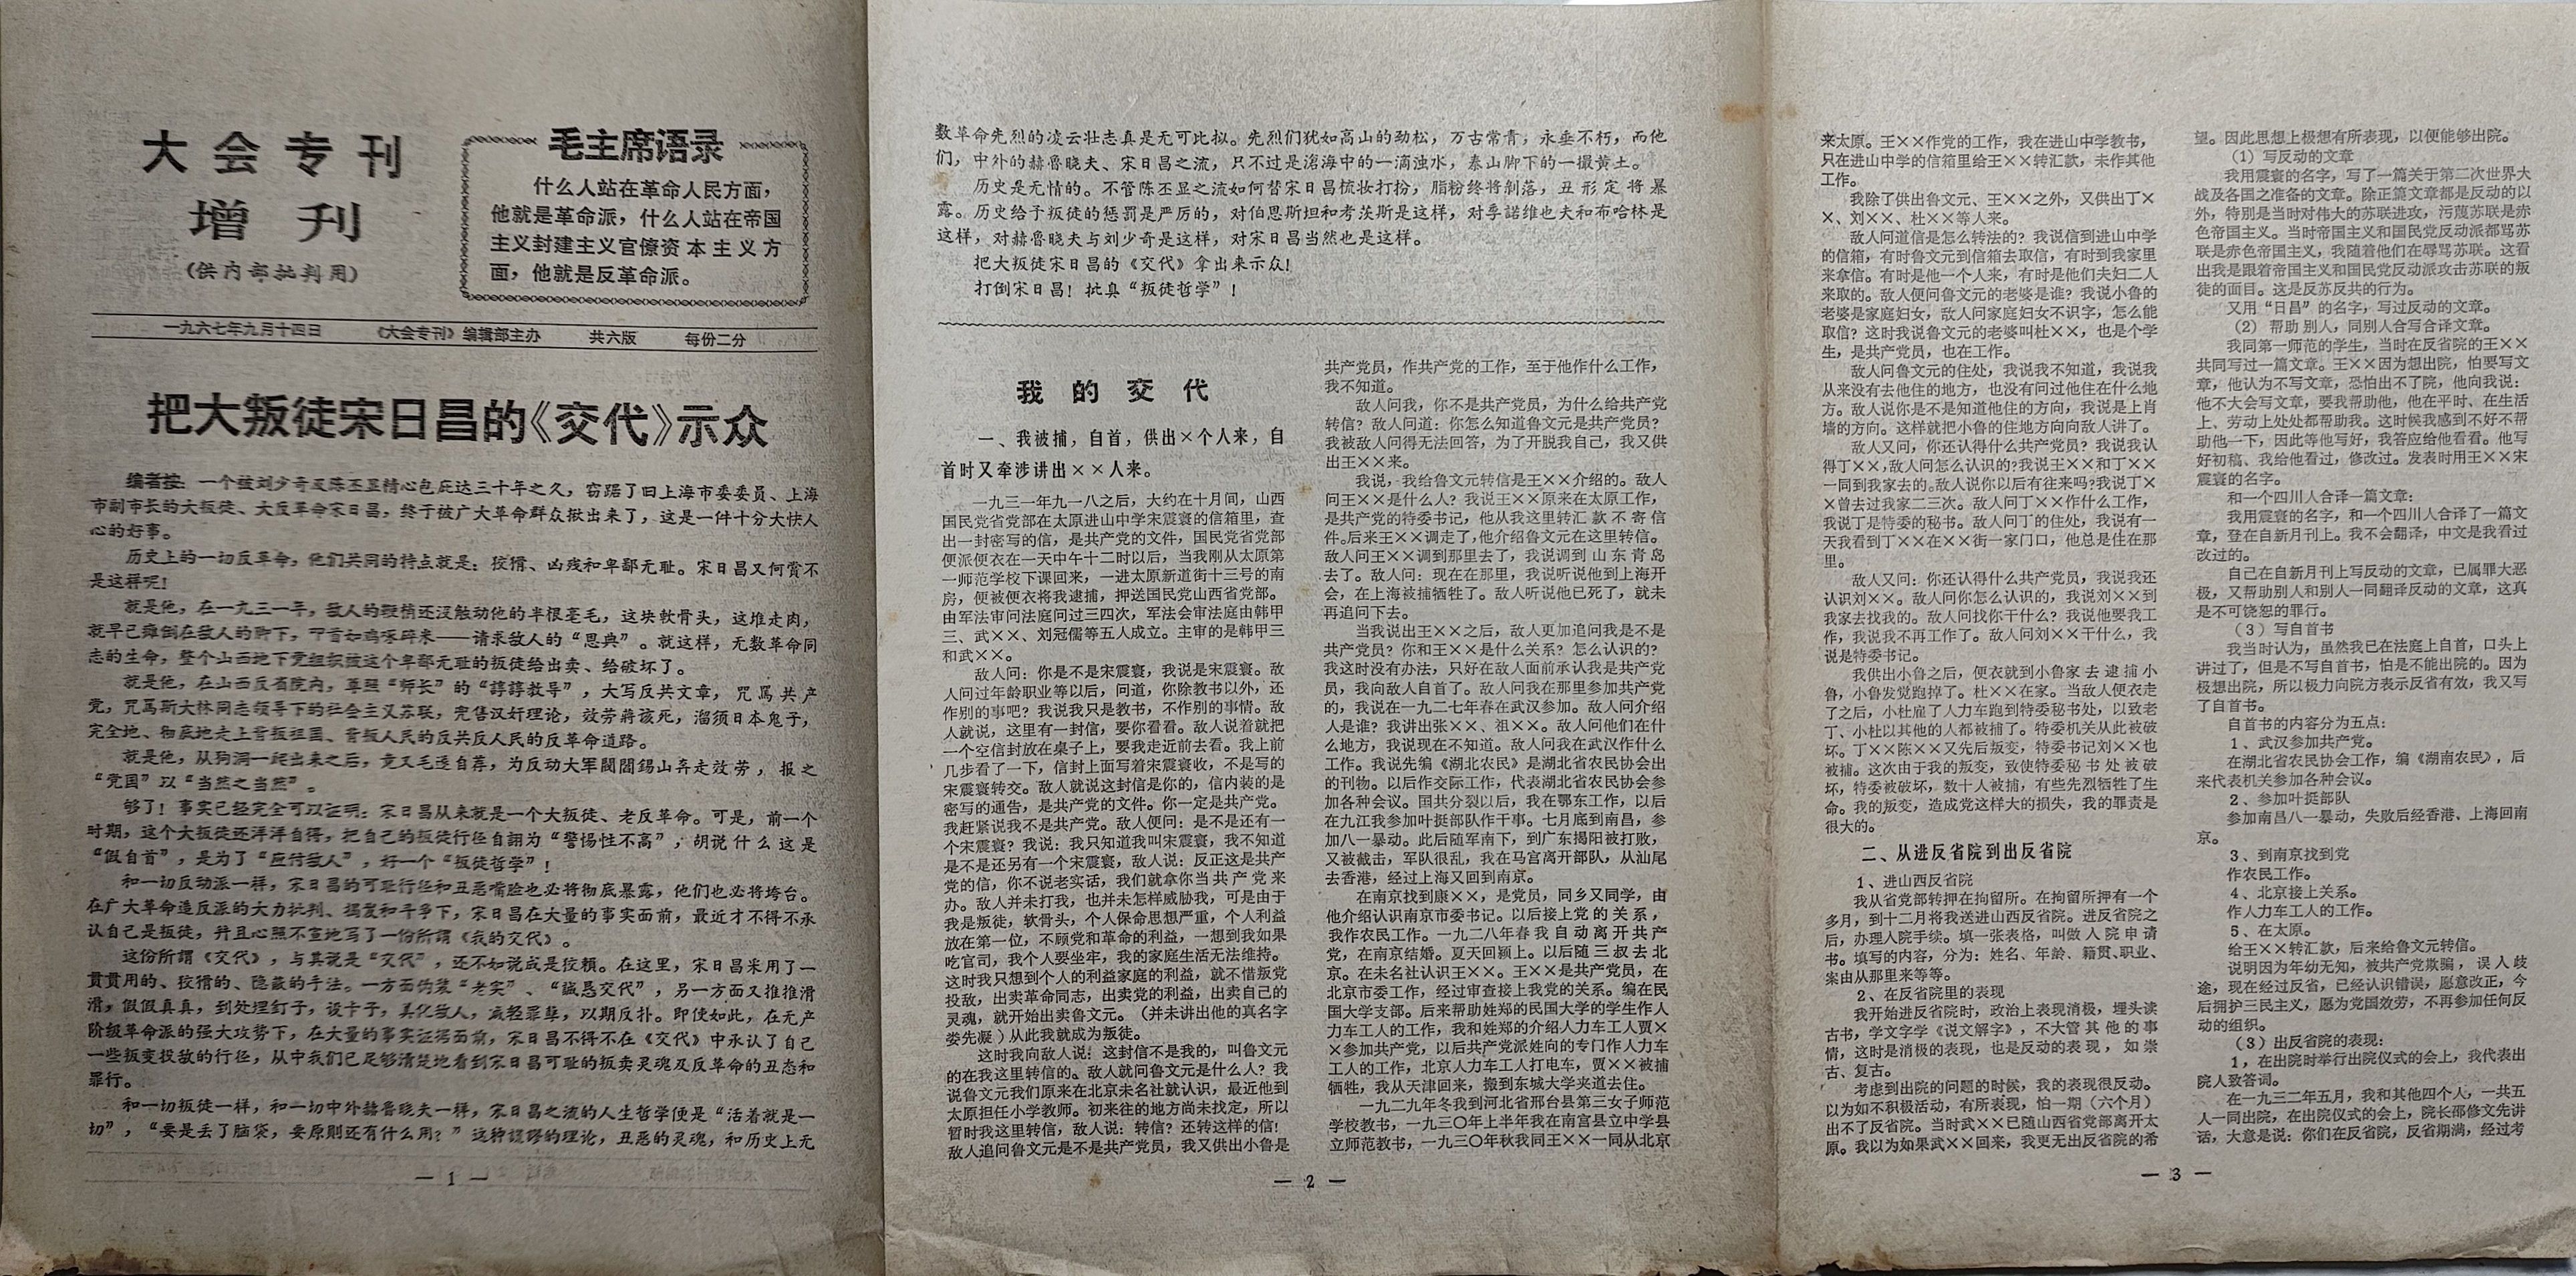 大会专刊
增刊
（供内部批判用）
毛主席语录
什么人站在革命人民方面，
他就是革命派，什么人站在帝国
主义封建主义官僚资本主义方
面，他就是反革命派。
一九六七年九月十四日 《大会专刊》编辑部主办 共六版 每份二分
把大叛徒宋日昌的《交代》示众
编者按：一个被刘少奇及陈丕显精心包庇达三十年之久，窃踞了旧上海市委委员、上海
市副市长的大叛徒、大反革命宋日昌，终于被广大革命群众揪出来了，这是一件十分大快人
心的好事。
历史上的一切反革命，他们共同的特点就是：狡猾、凶残和卑鄙无耻。宋日昌又何赏不
是这样呢！
就是他，在一九三一年，敌人的鞭梢还没触动他的半根毫毛，这块軟骨头，这堆走肉，
就早已瘫倒在敌人的脚下，叩首如鸡啄碎米——请求敌人的“恩典”。就这样，无数革命同
志的生命，整个山西地下党组织被这个卑鄙无耻的叛徒给出卖、给破坏了。
就是他，在山西反省院内，尊照“师长”的“諄諄教导”，大写反共文章，咒罵共产
党，咒罵斯大林同志领导下的社会主义苏联，兜售汉奸理论，效劳蔣该死，溜须日本鬼子，
完全地、彻底地走上背叛祖国、背叛人民的反共反人民的反革命道路。
就是他，从狗洞一爬出来之后，竟又毛遂自荐，为反动大军閥閻錫山奔走效劳，报之
“党国”以“当然之当然”。
够了！事实已经完全可以证明：宋日昌从来就是一个大叛徒、老反革命。可是，前一个
时期，这个大叛徒还洋洋自得，把自己的叛徒行径自翻为“警惕性不高”，胡说什么这是
“假自首”，是为了“应付敌人”，好一个“叛徒哲学”！
和一切反动派一样，宋日昌的可耻行径和丑恶嘴脸也必将彻底暴露，他们也必将垮台。
在广大革命造反派的大力批判、揭发和斗争下，宋日昌在大量的事实面前，最近才不得不承
认自己是叛徒，并且心照不宣地写了一份所謂《我的交代》。
这份所謂《交代》，与其说是“交代”，还不如说成是狡賴。在这里，宋日昌采用了一
貫貫用的、狡猾的、隐蔽的手法。一方面伪装“老实”、“誠恳交代”，另一方面又推推滑
滑，假假真真，到处埋钉子，设卡子，美化敌人，减轻罪孽，以期反扑。即使如此，在无产
阶级革命派的强大攻势下，在大量的事实证据面前，宋日昌不得不在《交代》中承认了自己
一些叛变投敌的行径，从中我们已足够清楚地看到宋日昌可耻的叛卖灵魂及反革命的丑态和
罪行。
和一切叛徒一样，和一切中外赫鲁晓夫一样，宋日昌之流的人生哲学便是“活着就是一
切”，“要是丢了脑袋，要原则还有什么用？”这种謊謬的理论，丑恶的灵魂，和历史上无
— 1 —
数革命先烈的凌云壮志真是无可比拟。先烈们犹如高山的劲松，万古常青，永垂不朽，而他
们，中外的赫鲁晓夫、宋日昌之流，只不过是滄海中的一滴浊水，泰山脚下的一撮黄土。
历史是无情的。不管陈丕显之流如何替宋日昌梳妆打扮，脂粉终将剝落，丑形定将暴
露。历史给于叛徒的惩罚是严厉的，对伯恩斯坦和考茨斯是这样，对季諾维也夫和布哈林是
这样，对赫鲁晓夫与刘少奇是这样，对宋日昌当然也是这样。
把大叛徒宋日昌的《交代》拿出来示众！
打倒宋日昌！批臭“叛徒哲学”！
我的交代
一、我被捕，自首，供出×个人来，自
首时又牵涉讲出××人来。
一九三一年九一八之后，大约在十月间，山西
国民党省党部在太原进山中学宋震寰的信箱里，查
出一封密写的信，是共产党的文件，国民党省党部
便派便衣在一天中午十二时以后，当我刚从太原第
一师范学校下课回来，一进太原新道街十三号的南
房，便被便衣将我逮捕，押送国民党山西省党部。
由军法审问法庭问过三四次，军法会审法庭由韩甲
三、武××、刘冠儒等五人成立。主审的是韩甲三
和武××。
敌人问：你是不是宋震寰，我说是宋震寰。敌
人问过年龄职业等以后，问道，你除教书以外，还
作别的事吧？我说我只是教书，不作别的事情。敌
人就说，这里有一封信，要你看看。敌人说着就把
一个空信封放在桌子上，要我走近前去看。我上前
几步看了一下，信封上面写着宋震寰收，不是写的
宋震寰转交。敌人就说这封信是你的，信内装的是
密写的通告，是共产党的文件。你一定是共产党。
我赶紧说我不是共产党。敌人便问：是不是还有一
个宋震寰？我说：我只知道我叫宋震寰，我不知道
是不是还另有一个宋震寰，敌人说：反正这是共产
党的信，你不说老实话，我们就拿你当共产党来
办。敌人并未打我，也并未怎样威胁我，可是由于
我是叛徒，软骨头，个人保命思想严重，个人利益
放在第一位，不顾党和革命的利益，一想到我如果
吃官司，我个人要坐牢，我的家庭生活无法维持。
这时我只想到个人的利益家庭的利益，就不惜叛党
投敌，出卖革命同志，出卖党的利益，出卖自己的
灵魂，就开始出卖鲁文元。（并未讲出他的真名字
娄先凝）从此我就成为叛徒。
这时我向敌人说：这封信不是我的，叫鲁文元
的在我这里转信的。敌人就问鲁文元是什么人？我
说鲁文元我们原来在北京未名社就认识，最近他到
太原担任小学教师。初来往的地方尚未找定，所以
暂时我这里转信，敌人说：转信？还转这样的信！
敌人追问鲁文元是不是共产党员，我又供出小鲁是
共产党员，作共产党的工作，至于他作什么工作，
我不知道。
敌人问我，你不是共产党员，为什么给共产党
转信？敌人问道：你怎么知道鲁文元是共产党员？
我被敌人问得无法回答，为了开脱我自己，我又供
出王××来。
我说，我给鲁文元转信是王××介绍的。敌人
问王××是什么人？我说王××原来在太原工作，
是共产党的特委书记，他从我这里转汇款不寄信
件。后来王××调走了，他介绍鲁文元在这里转信。
敌人问王××调到那里去了，我说调到山东青岛
去了。敌人问：现在在那里，我说听说他到上海开
会，在上海被捕牺牲了。敌人听说他已死了，就未
再追问下去。
当我说出王××之后，敌人更加追问我是不是
共产党员？你和王××是什么关系？怎么认识的？
我这时没有办法，只好在敌人面前承认我是共产党
员，我向敌人自首了。敌人问我在那里参加共产党
的，我说在一九二七年春在武汉参加。敌人问介绍
人是谁？我讲出张××、祖××。敌人问他们在什
么地方，我说现在不知道。敌人问我在武汉作什么
工作。我说先编《湖北农民》是湖北省农民协会出
的刊物。以后作交际工作，代表湖北省农民协会参
加各种会议。国共分裂以后，我在鄂东工作，以后
在九江我参加叶挺部队作干事。七月底到南昌，参
加八一暴动。此后随军南下，到广东揭阳被打败，
又被截击，军队很乱，我在马宫离开部队，从汕尾
去香港，经过上海又回到南京。
在南京找到康××，是党员，同乡又同学，由
他介绍认识南京市委书记。以后接上党的关系，
我作农民工作。一九二八年春我自动离开共产
党，在南京结婚。夏天回颖上。以后随三叔去北
京。在未名社认识王××。王××是共产党员，在
北京市委工作，经过审查接上我党的关系。编在民
国大学支部。后来帮助姓郑的民国大学的学生作人
力车工人的工作，我和姓郑的介绍人力车工人贾×
×参加共产党，以后共产党派姓向的专门作人力车
工人的工作，北京人力车工人打电车，贾××被捕
牺牲，我从天津回来，搬到东城大学夹道去住。
一九二九年冬我到河北省邢台县第三女子师范
学校教书，一九三〇年上半年我在南宫县立中学县
立师范教书，一九三〇年秋我同王××一同从北京
— 2 —
来太原。王××作党的工作，我在进山中学教书，
只在进山中学的信箱里给王××转汇款，未作其他
工作。
我除了供出鲁文元、王××之外，又供出丁×
×、刘××、杜××等人来。
敌人问道信是怎么转法的？我说信到进山中学
的信箱，有时鲁文元到信箱去取信，有时到我家里
来拿信。有时是他一个人来，有时是他们夫妇二人
来取的。敌人便问鲁文元的老婆是谁？我说小鲁的
老婆是家庭妇女，敌人问家庭妇女不识字，怎么能
取信？这时我说鲁文元的老婆叫杜××，也是个学
生，是共产党员，也在工作。
敌人问鲁文元的住处，我说我不知道，我说我
从来没有去他住的地方，也没有问过他住在什么地
方。敌人说你是不是知道他住的方向，我说是上肖
墙的方向。这样就把小鲁的住地方向向敌人讲了。
敌人又问，你还认得什么共产党员？我说我认
得丁××，敌人问怎么认识的？我说王××和丁××
一同到我家去的。敌人说你以后有往来吗？我说丁×
×曾去过我家二三次。敌人问丁××作什么工作，
我说丁是特委的秘书。敌人问丁的住处，我说有一
天我看到丁××在××街一家门口，他总是住在那
里。
敌人又问：你还认得什么共产党员，我说我还
认识刘××。敌人问你怎么认识的，我说刘××到
我家去找我的。敌人问找你干什么？我说他要我工
作，我说我不再工作了。敌人问刘××干什么，我
说是特委书记。
我供出小鲁之后，便衣就到小鲁家去逮捕小
鲁，小鲁发觉跑掉了。杜××在家。当敌人便衣走
了之后，小杜雇了人力车跑到特委秘书处，以致老
丁、小杜以其他的人都被捕了。特委机关从此被破
坏。丁××陈××又先后叛变，特委书记刘××也
被捕。这次由于我的叛变，致使特委秘书处被破
坏，特委被破坏，数十人被捕，有些先烈牺牲了生
命。我的叛变，造成党这样大的损失，我的罪责是
很大的。
二、从进反省院到出反省院
1、进山西反省院
我从省党部转押在拘留所。在拘留所押有一个
多月，到十二月将我送进山西反省院。进反省院之
后，办理人院手续。填一张表格，叫做人院申请
书。填写的内容，分为：姓名、年龄、籍贯、职业、
案由从那里来等等。
2、在反省院里的表现
我开始进反省院时，政治上表现消极，埋头读
古书，学文字学《说文解字》，不大管其他的事
情，这时是消极的表现，也是反动的表现，如崇
古、复古。
考虑到出院的问题的时候，我的表现很反动。
以为如不积极活动，有所表现，怕一期（六个月）
出不了反省院。当时武××已随山西省党部离开太
原。我以为如果武××回来，我更无出反省院的希
望。因此思想上极想有所表现，以便能够出院。
（1）写反动的文章
我用震寰的名字，写了一篇关于第二次世界大
战及各国之准备的文章。除正篇文章都是反动的以
外，特别是当时对伟大的苏联进攻，污蔑苏联是赤
色帝国主义。当时帝国主义和国民党反动派都骂苏
联是赤色帝国主义，我随着他们在辱骂苏联。这看
出我是跟着帝国主义和国民党反动派攻击苏联的叛
徒的面目。这是反苏反共的行为。
又用“日昌”的名字，写过反动的文章。
（2）帮助别人，同别人合写合译文章。
我同第一师范的学生，当时在反省院的王××
共同写过一篇文章。王××因为想出院，怕要写文
章，他认为不写文章，恐怕出不了院，他向我说：
他不大会写文章，要我帮助他，他在平时、在生活
上、劳动上处处都帮助我。这时候我感到不好不帮
助他一下，因此等他写好，我答应给他看看。他写
好初稿、我给他看过，修改过。发表时用王××宋
震寰的名字。
和一个四川人合译一篇文章：
我用震寰的名字，和一个四川人合译了一篇文
章，登在自新月刊上。我不会翻译，中文是我看过
改过的。
自己在自新月刊上写反动的文章，已属罪大恶
极，又帮助别人和别人一同翻译反动的文章，这真
是不可饶恕的罪行。
（3）写自首书
我当时认为，虽然我已在法庭上自首，口头上
讲过了，但是不写自首书，怕是不能出院的。因为
极想出院，所以极力向院方表示反省有效，我又写
了自首书。
自首书的内容分为五点：
1、武汉参加共产党。
在湖北省农民协会工作，编《湖南农民》，后
来代表机关参加各种会议。
2、参加叶挺部队
参加南昌八一暴动，失败后经香港、上海回南
京。
3、到南京找到党
作农民工作。
4、北京接上关系。
作人力车工人的工作。
5、在太原。
给王××转汇款，后来给鲁文元转信。
说明因为年幼无知，被共产党欺骗，误人歧
途，现在经过反省，已经认识错误，愿意改正，今
后拥护三民主义，愿为党国效劳，不再参加任何反
动的组织。
（3）出反省院的表现：
1，在出院时举行出院仪式的会上，我代表出
院人致答词。
在一九三二年五月，我和其他四个人，一共五
人一同出院，在出院仪式的会上，院长邵修文先讲
话，大意是说：你们在反省院，反省期满，经过考
— 3 —